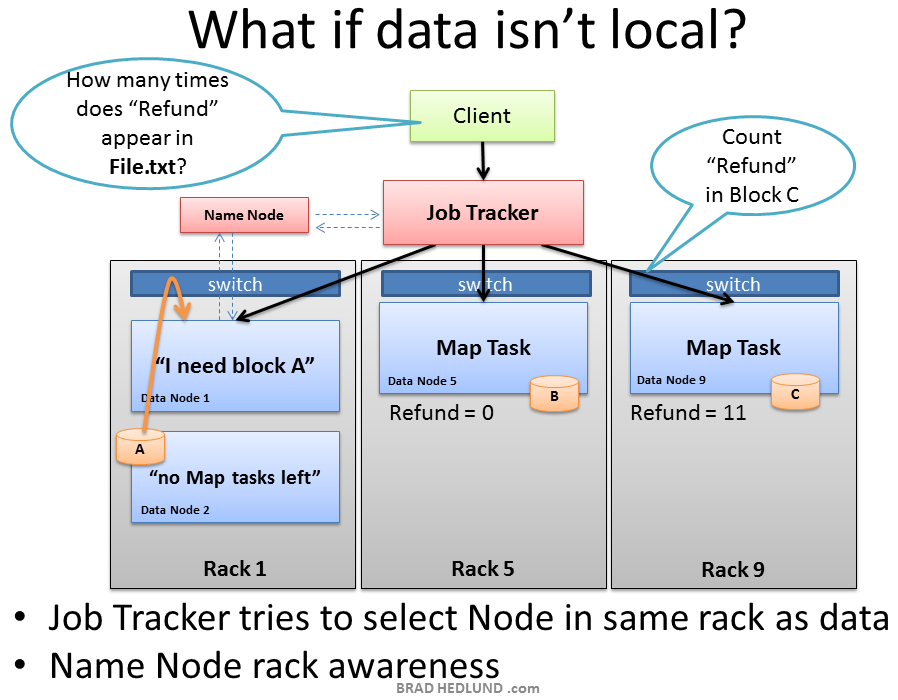 What if data isn’t local?
How many times
does “Refund”
appear in
File.txt?
Client
Count
“Refund”
in Block C
Name Node
Job Tracker
switch
switch
switch
“I need block A”
Data Node 1
Map Task
Data Node 5
B
Map Task
Data Node 9
C
Refund = 0
Refund = 11
A
“no Map tasks left”
Data Node 2
Rack 1
Rack 5
Rack 9
• Job Tracker tries to select Node in same rack as data
• Name Node rack awareness
BRAD HEDLUND .com